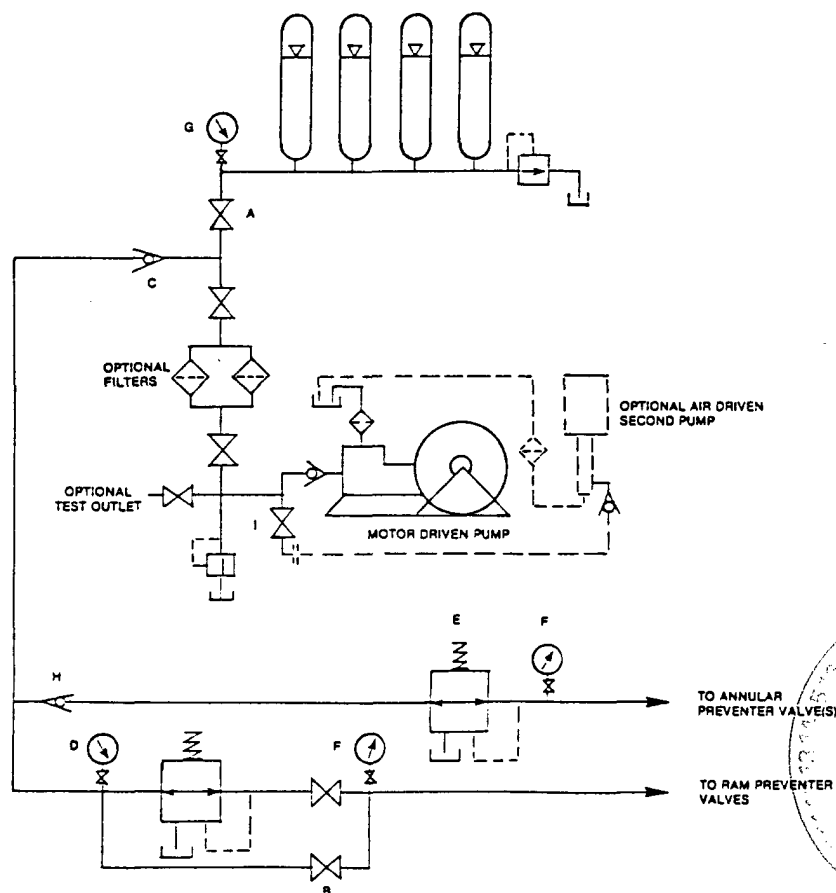 G
A
C
OPTIONAL
FILTERS
OPTIONAL AIR DRIVEN
SECOND PUMP
OPTIONAL
TEST OUTLET
I
MOTOR DRIVEN PUMP
E
F
H
TO ANNULAR
PREVENTER VALVE(S)
D
F
TO RAM PREVENTER
VALVES
B